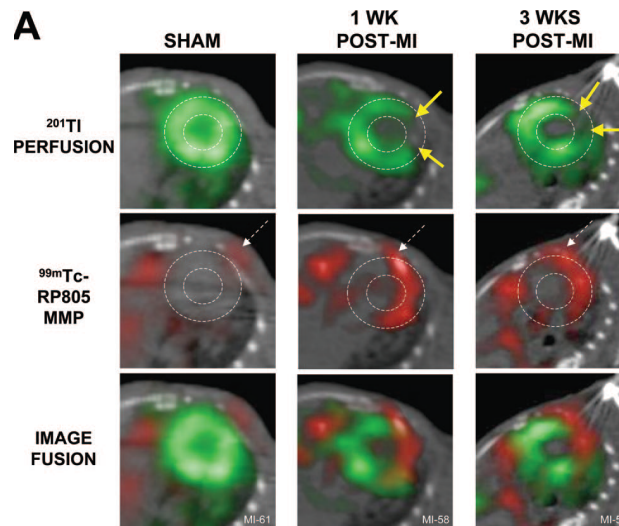 A
SHAM
1 WK
POST-MI
3 WKS
POST-MI
²⁰¹Tl
PERFUSION
⁹⁹ᵐTc-
RP805
MMP
IMAGE
FUSION
MI-61
MI-58